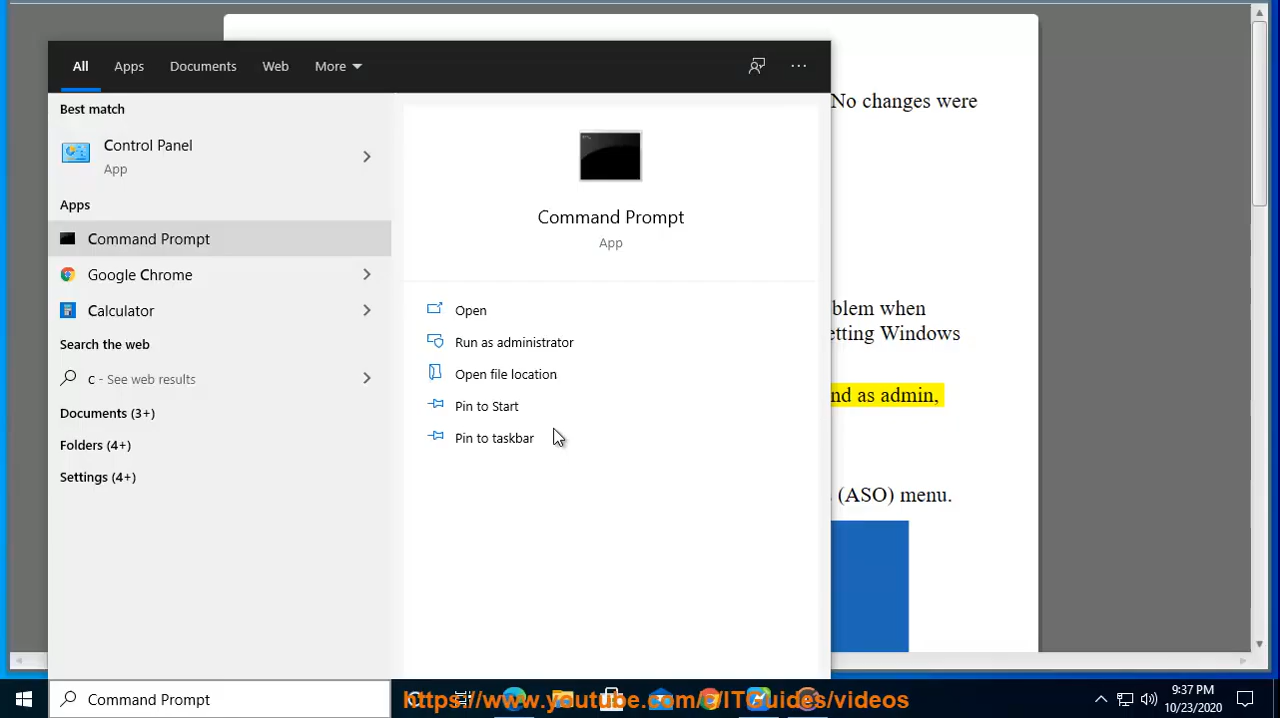 No changes were
All Apps Documents Web More
Best match
Control Panel
App
Apps
Command Prompt
Google Chrome
Calculator
Search the web
c - See web results
Documents (3+)
Folders (4+)
Settings (4+)
Command Prompt
App
Open
Run as administrator
Open file location
Pin to Start
Pin to taskbar
blem when
etting Windows
nd as admin,
(ASO) menu.
Command Prompt
https://www.youtube.com/c/ITGuides/videos
9:37 PM
10/23/2020